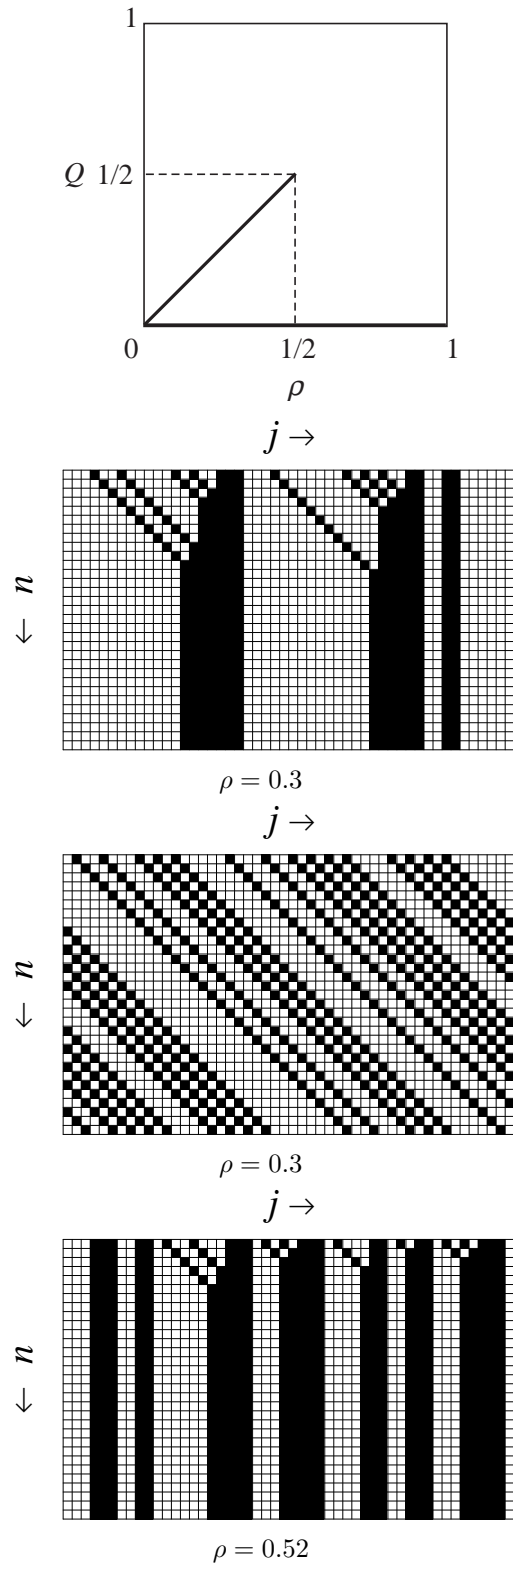 1
Q 1/2
0 1/2 1
ρ
j →
n →
ρ = 0.3
j →
n →
ρ = 0.3
j →
n →
ρ = 0.52